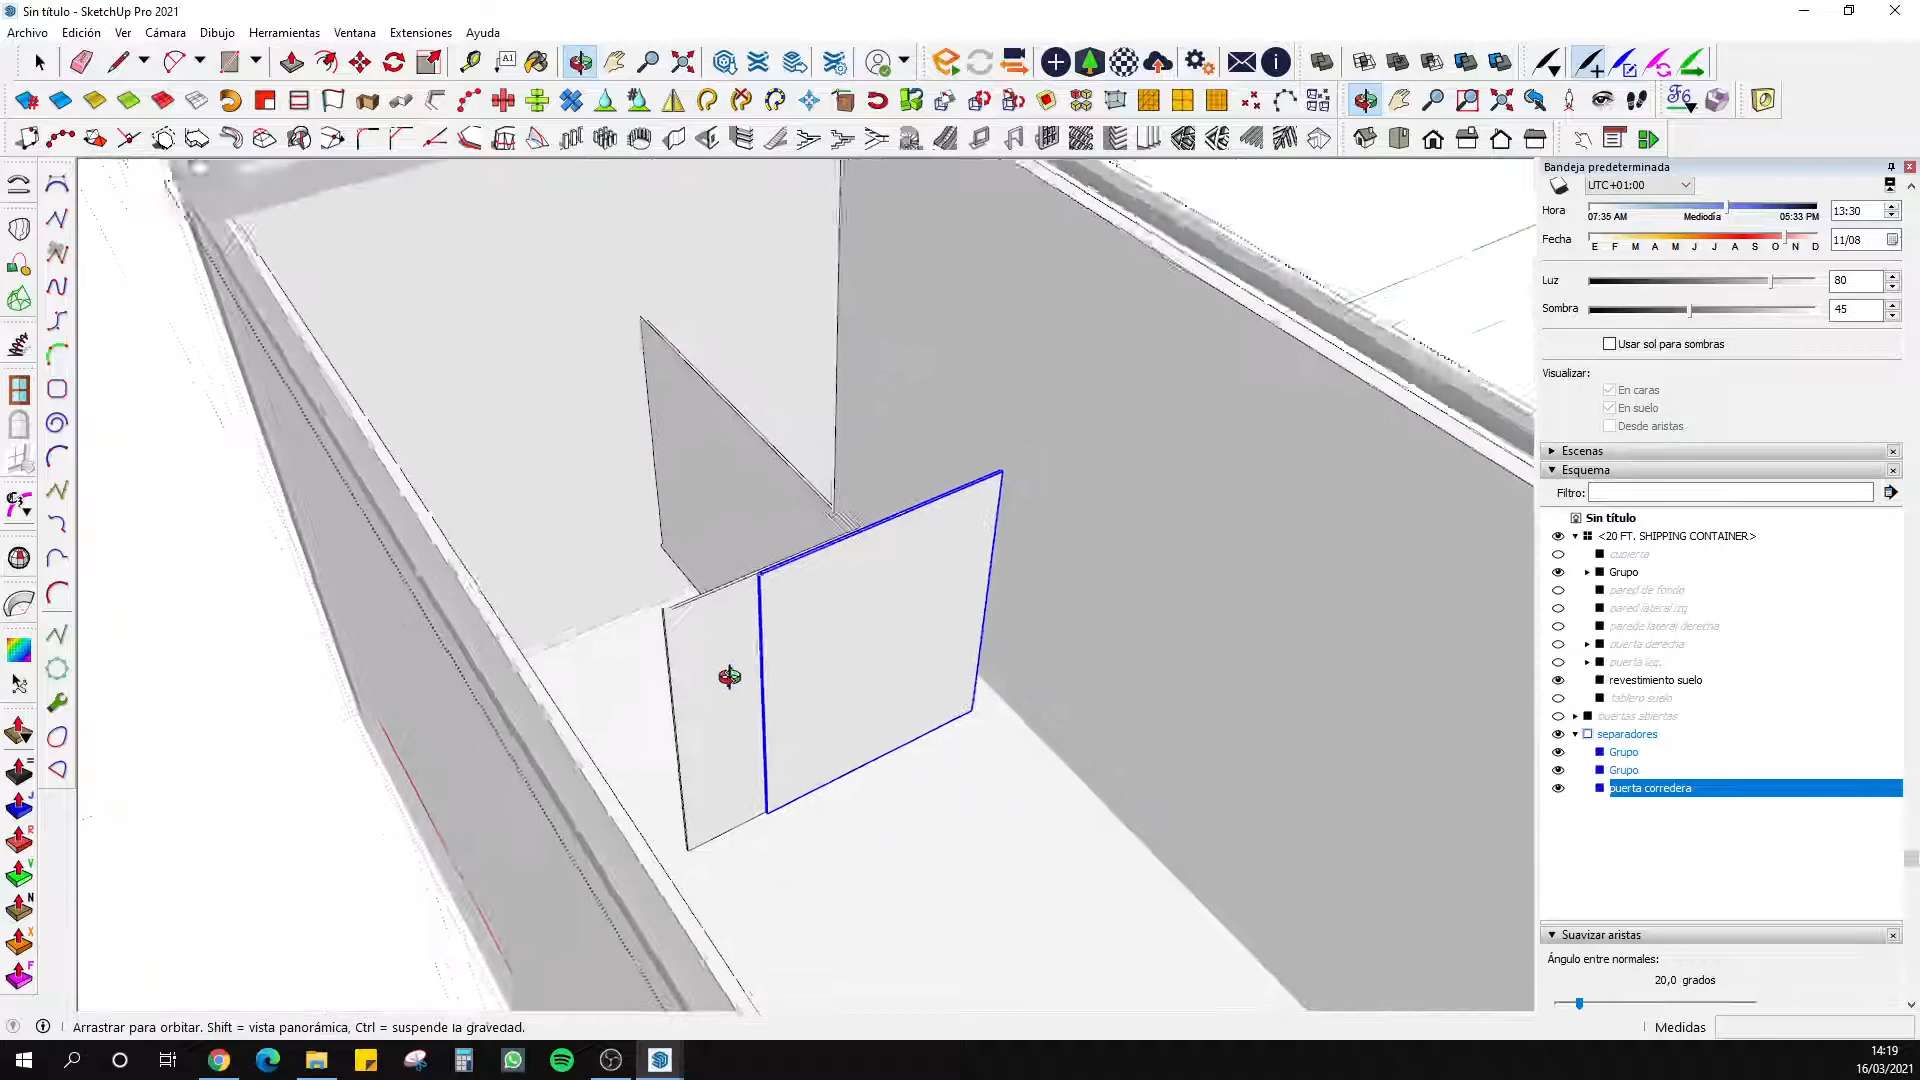 Sin título - SketchUp Pro 2021
Archivo Edición Ver Cámara Dibujo Herramientas Ventana Extensiones Ayuda
Bandeja predeterminada
UTC+01:00
Hora 07:35 AM Mediodía 05:33 PM 13:30
Fecha E F M A M J J A S O N D 11/08
Luz 80
Sombra 45
Usar sol para sombras
Visualizar:
En caras
En suelo
Desde aristas
Escenas
Esquema
Filtro:
Sin título
<20 FT. SHIPPING CONTAINER>
cubierta
Grupo
pared de fondo
pared lateral izq
parede lateral derecha
puerta derecha
puerta izq.
revestimiento suelo
tablero suelo
puertas abiertas
separadores
Grupo
Grupo
puerta corredera
Suavizar aristas
Ángulo entre normales:
20,0 grados
Arrastrar para orbitar. Shift = vista panorámica, Ctrl = suspende la gravedad.
Medidas
14:19
16/03/2021